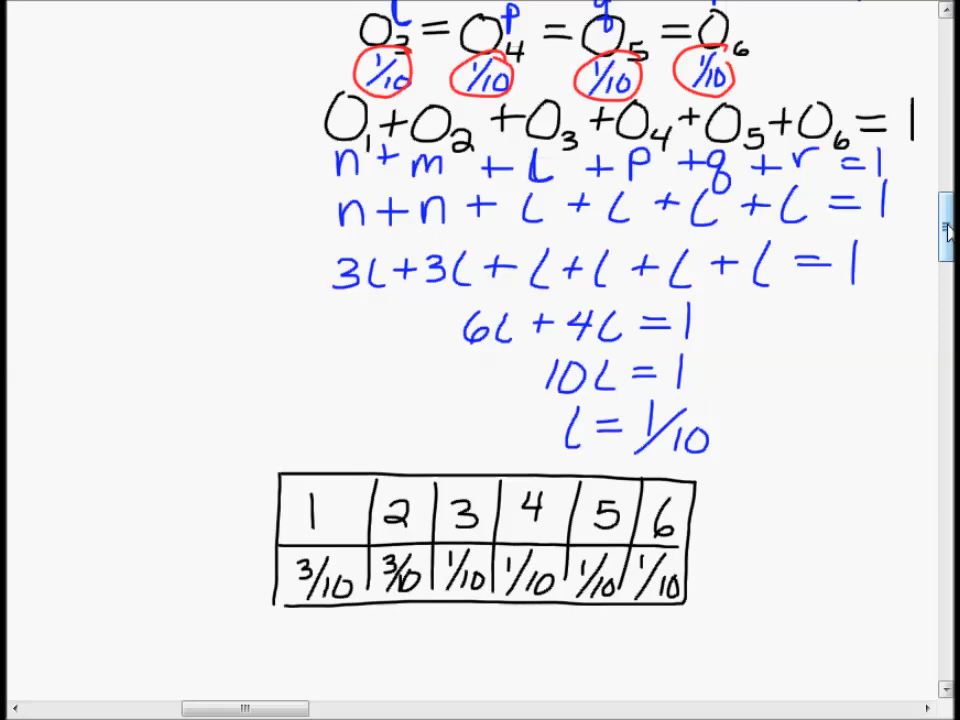 l p q
O3 = O4 = O5 = O6
1/10 1/10 1/10 1/10
O1 + O2 + O3 + O4 + O5 + O6 = 1
n + m + l + p + q + r = 1
n + n + l + l + l + l = 1
3l + 3l + l + l + l + l = 1
6l + 4l = 1
10l = 1
l = 1/10
1 2 3 4 5 6
3/10 3/10 1/10 1/10 1/10 1/10